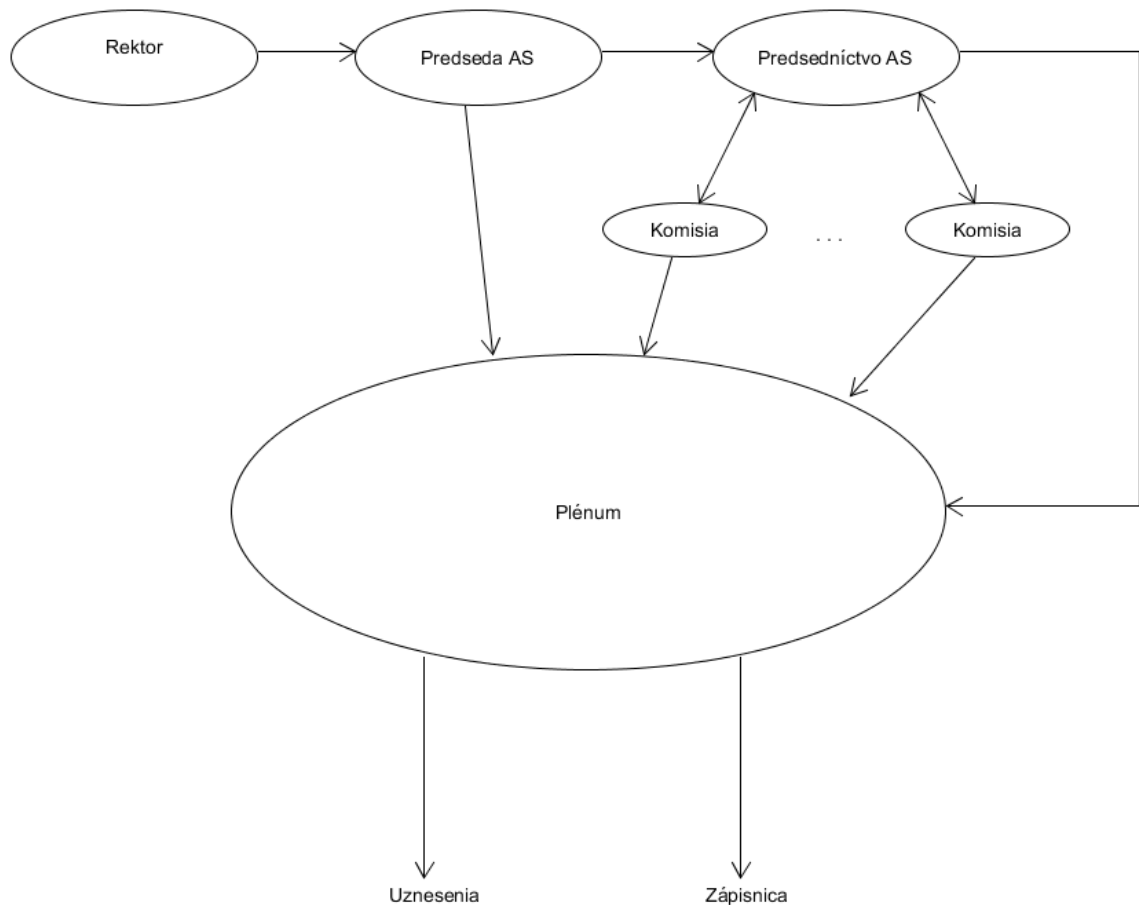 Rektor
Predseda AS
Predsedníctvo AS
Komisia
. . .
Komisia
Plénum
Uznesenia
Zápisnica